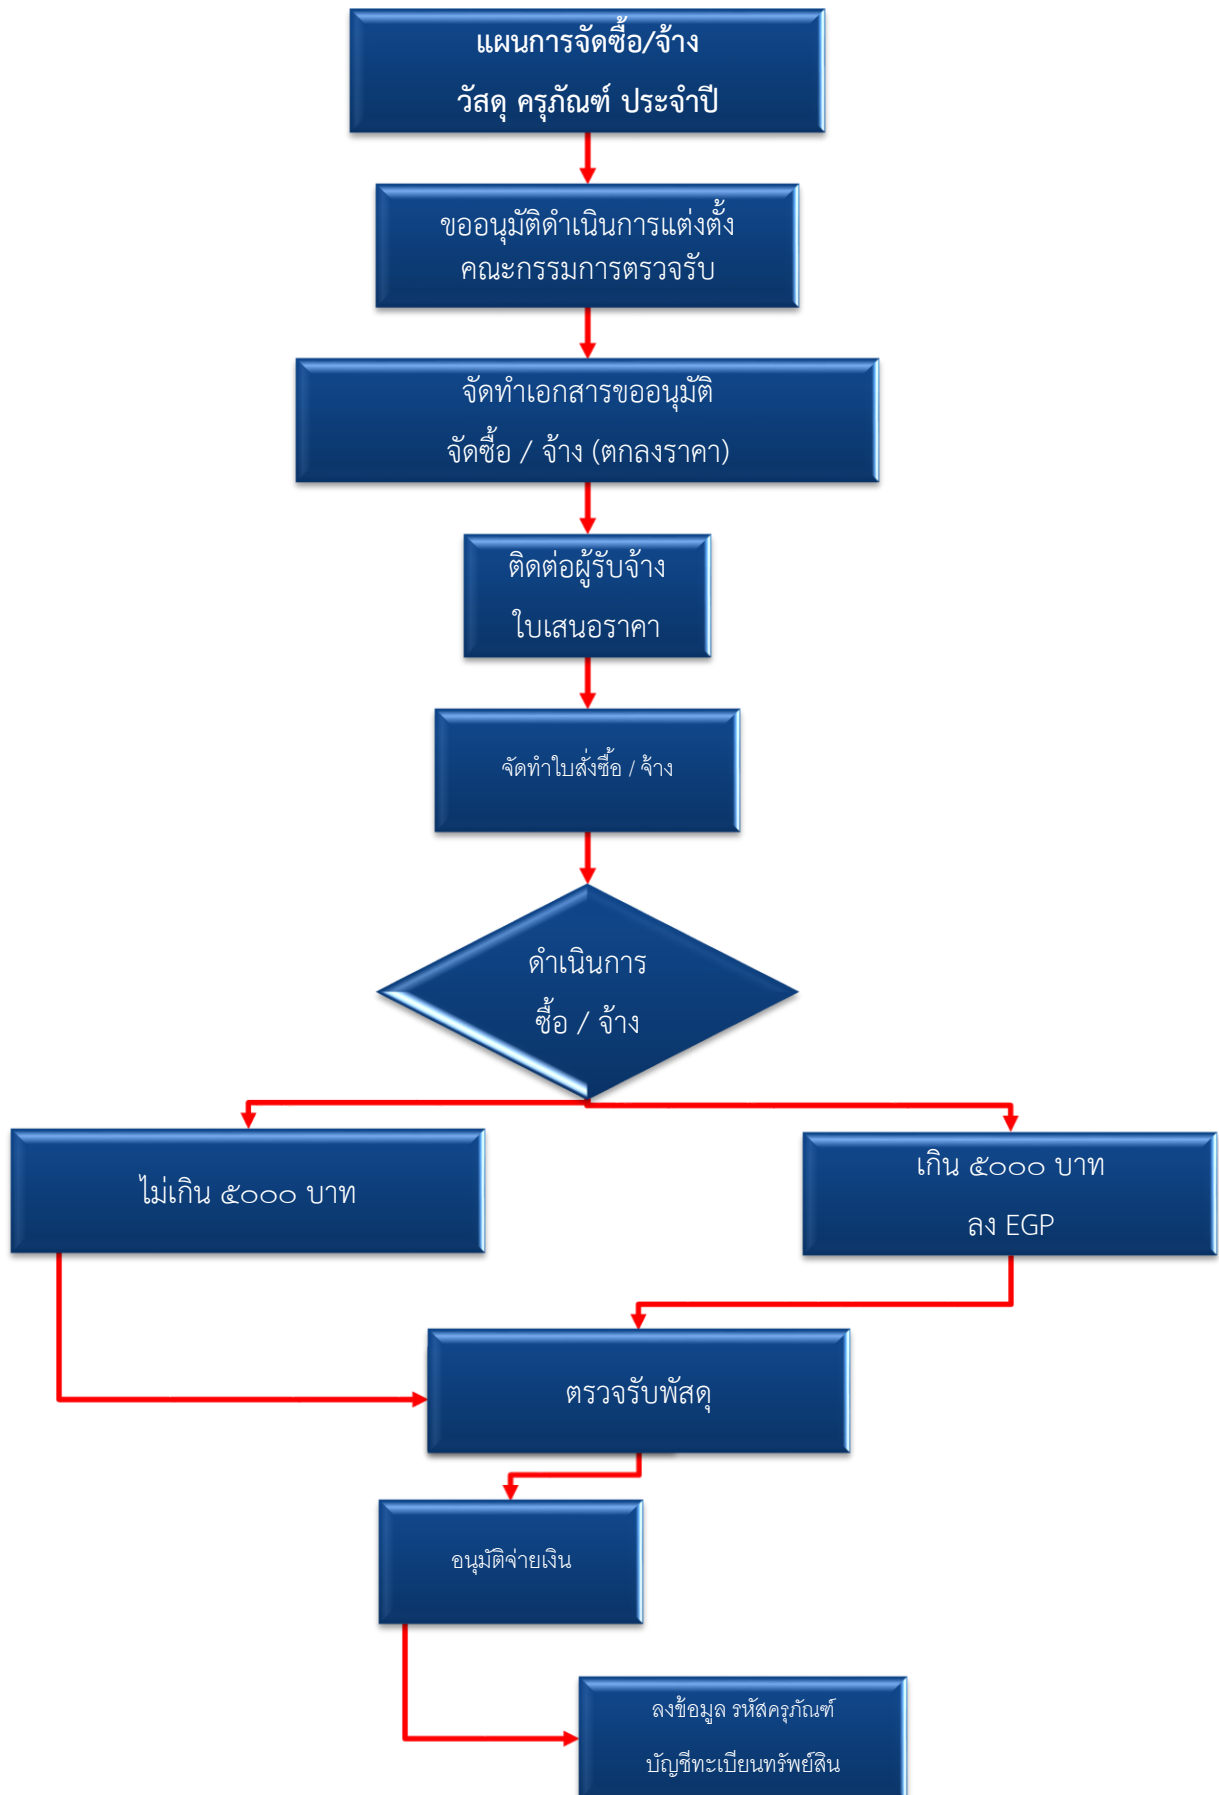 แผนการจัดซื้อ/จ้าง
วัสดุ ครุภัณฑ์ ประจำปี
ขออนุมัติดำเนินการแต่งตั้ง
คณะกรรมการตรวจรับ
จัดทำเอกสารขออนุมัติ
จัดซื้อ / จ้าง (ตกลงราคา)
ติดต่อผู้รับจ้าง
ใบเสนอราคา
จัดทำใบสั่งซื้อ / จ้าง
ดำเนินการ
ซื้อ / จ้าง
ไม่เกิน ๕๐๐๐ บาท
เกิน ๕๐๐๐ บาท
ลง EGP
ตรวจรับพัสดุ
อนุมัติจ่ายเงิน
ลงข้อมูล รหัสครุภัณฑ์
บัญชีทะเบียนทรัพย์สิน